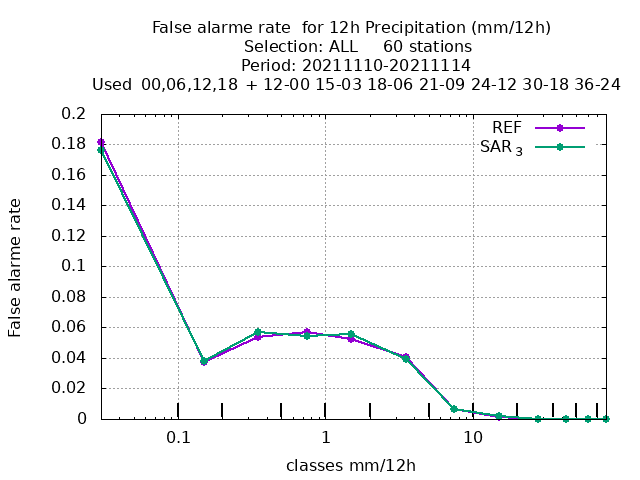 False alarme rate  for 12h Precipitation (mm/12h)
Selection: ALL     60 stations
Period: 20211110-20211114
Used  00,06,12,18  + 12-00 15-03 18-06 21-09 24-12 30-18 36-24
REF
SAR 3
0.2
0.18
0.16
0.14
0.12
0.1
0.08
0.06
0.04
0.02
0
False alarme rate
0.1
1
10
classes mm/12h